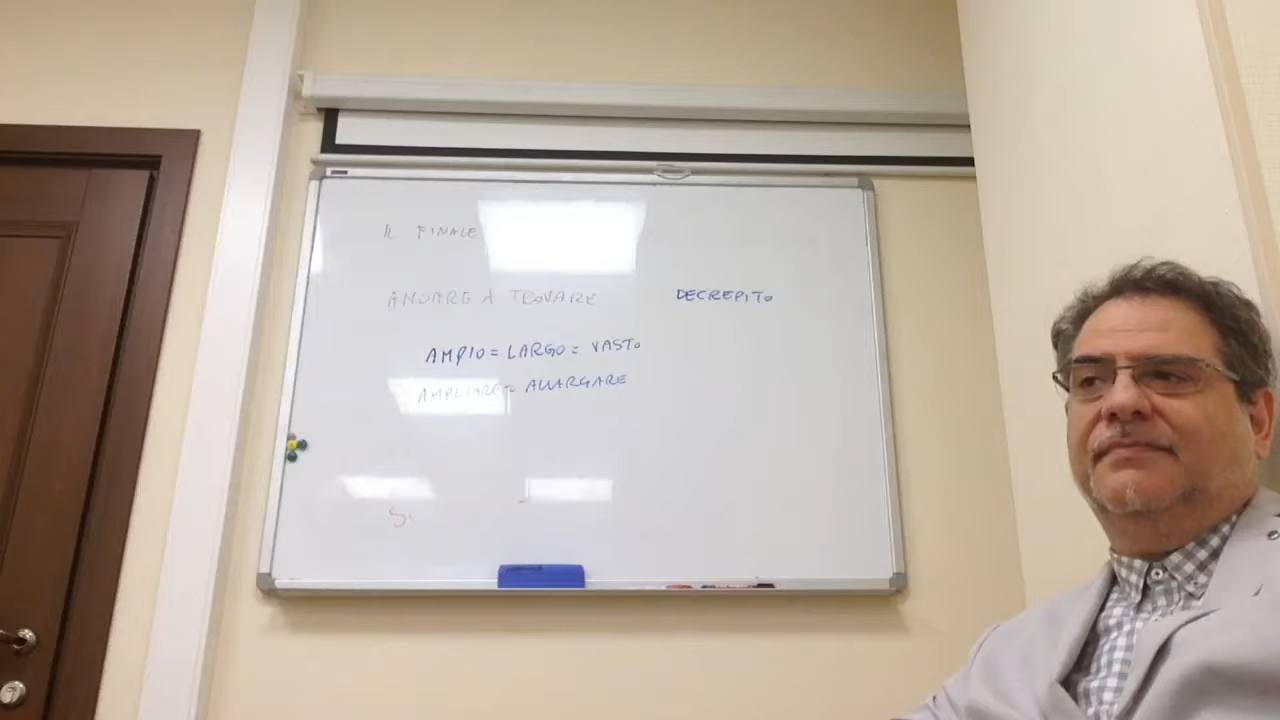 IL FINALE
ANDARE A TROVARE
DECREPITO
AMPIO = LARGO = VASTO
AMPLIARE = ALLARGARE